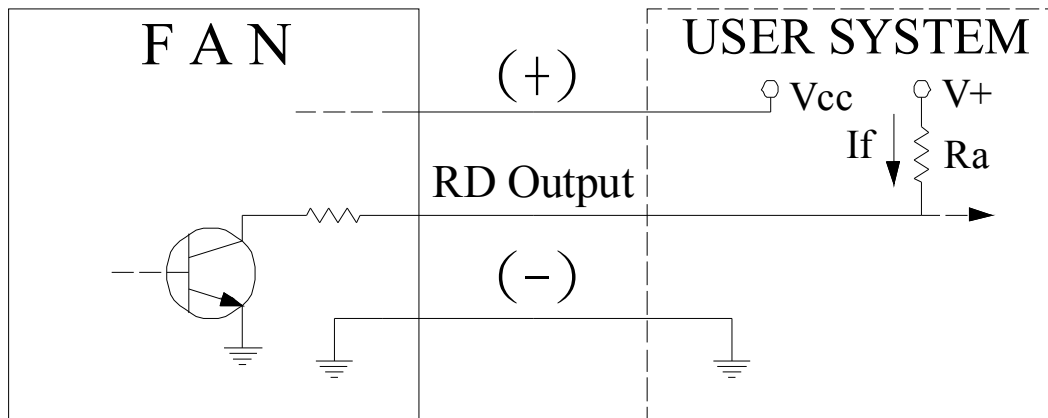 F A N
USER SYSTEM
(+)
Vcc
V+
If
Ra
RD Output
(−)